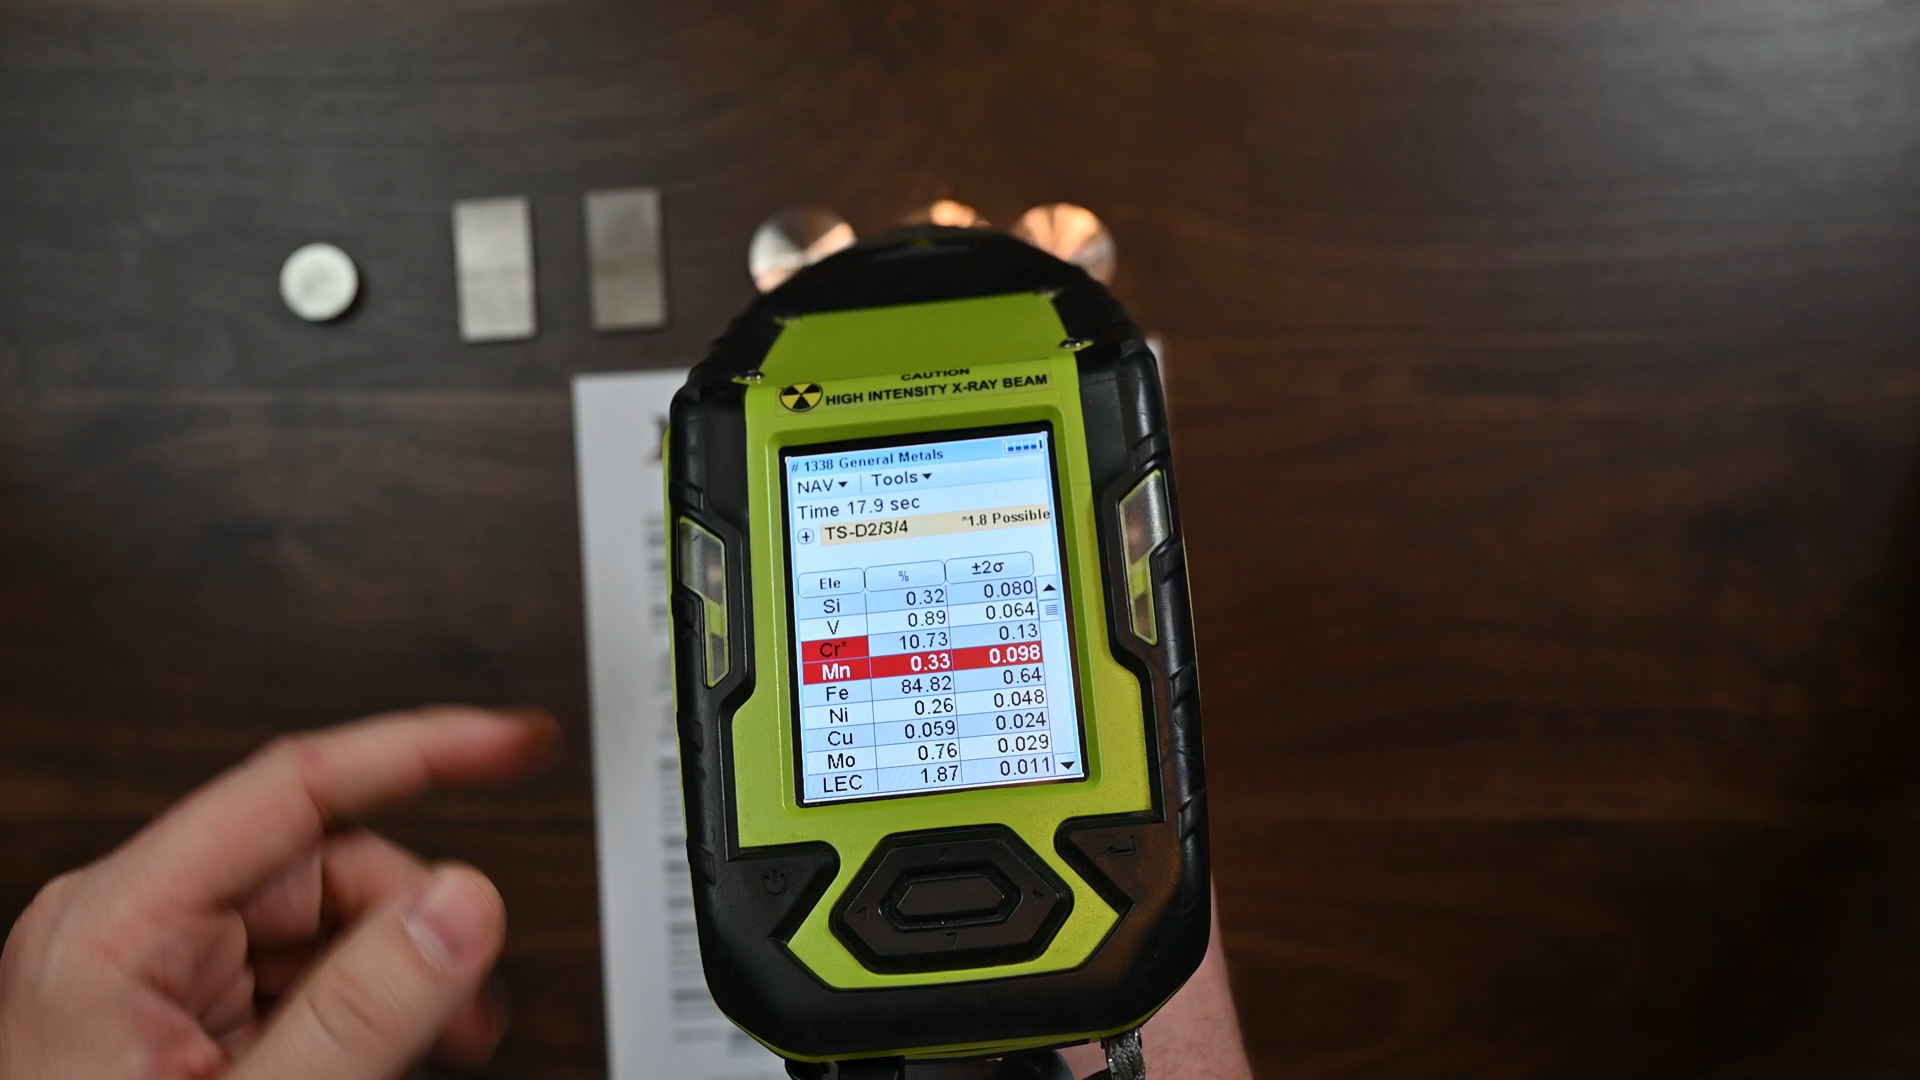 CAUTION
HIGH INTENSITY X-RAY BEAM
# 1338 General Metals
NAV Tools
Time 17.9 sec
+ TS-D2/3/4 *1.8 Possible
Ele % ±2σ
Si 0.32 0.080
V 0.89 0.064
Cr* 10.73 0.13
Mn 0.33 0.098
Fe 84.82 0.64
Ni 0.26 0.048
Cu 0.059 0.024
Mo 0.76 0.029
LEC 1.87 0.011